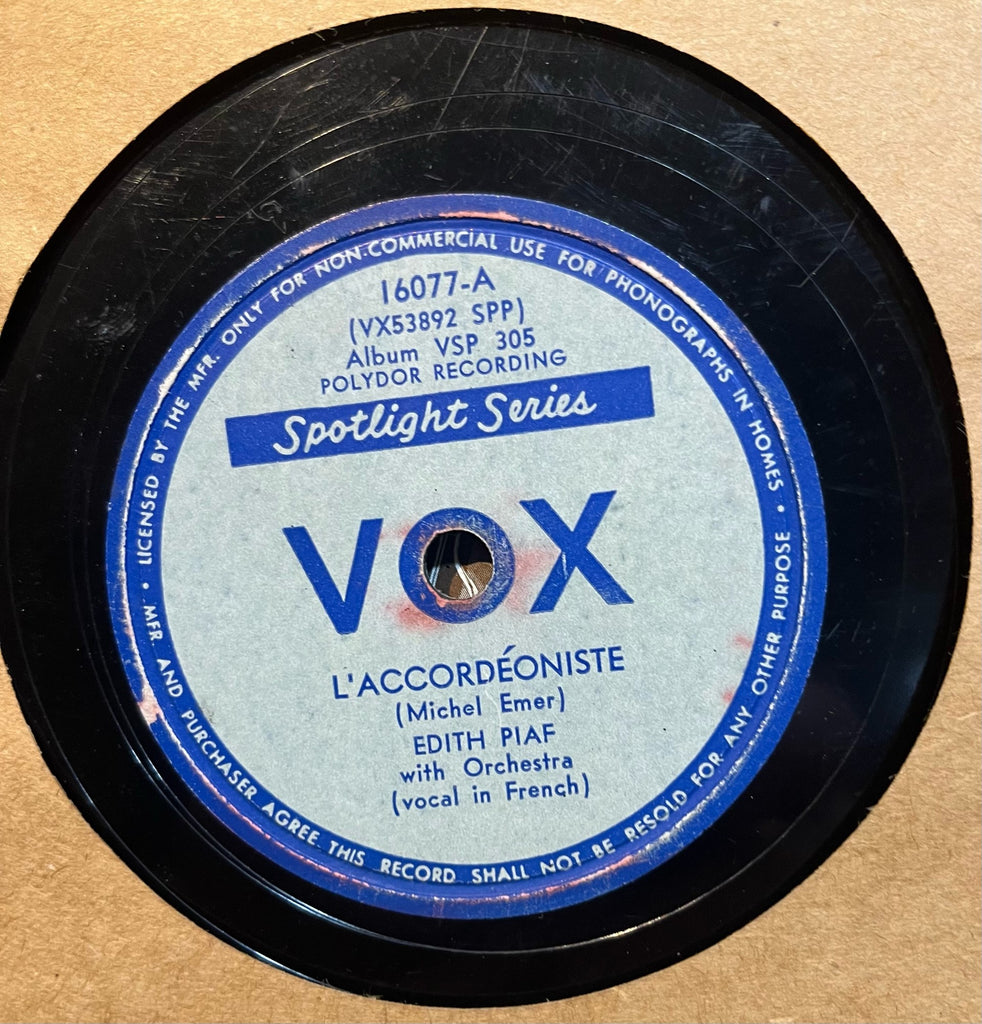 16077-A
(VX53892 SPP)
Album VSP 305
POLYDOR RECORDING
Spotlight Series
VOX
L'ACCORDÉONISTE
(Michel Emer)
EDITH PIAF
with Orchestra
(vocal in French)
• LICENSED BY THE MFR. ONLY FOR NON-COMMERCIAL USE FOR PHONOGRAPHS IN HOMES •
MFR. AND PURCHASER AGREE THIS RECORD SHALL NOT BE RESOLD FOR ANY OTHER PURPOSE